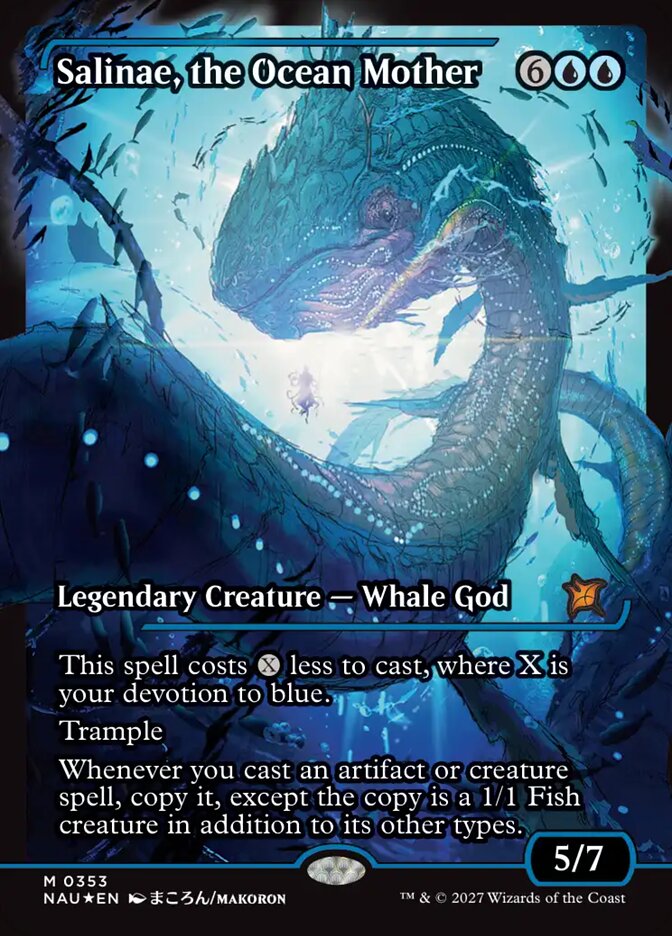 Salinae, the Ocean Mother 6
Legendary Creature — Whale God
This spell costs X less to cast, where X is
your devotion to blue.
Trample
Whenever you cast an artifact or creature
spell, copy it, except the copy is a 1/1 Fish
creature in addition to its other types.
5/7
M 0353
NAU★EN まころん/MAKORON
™ & © 2027 Wizards of the Coast